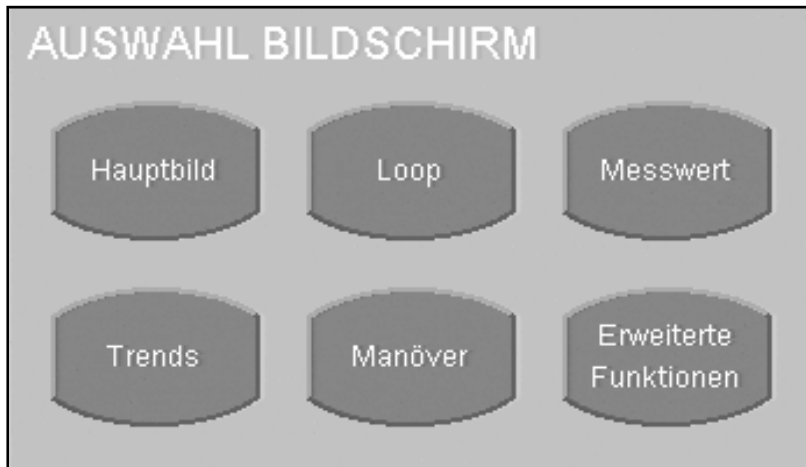 AUSWAHL BILDSCHIRM
Hauptbild
Loop
Messwert
Trends
Manöver
Erweiterte
Funktionen